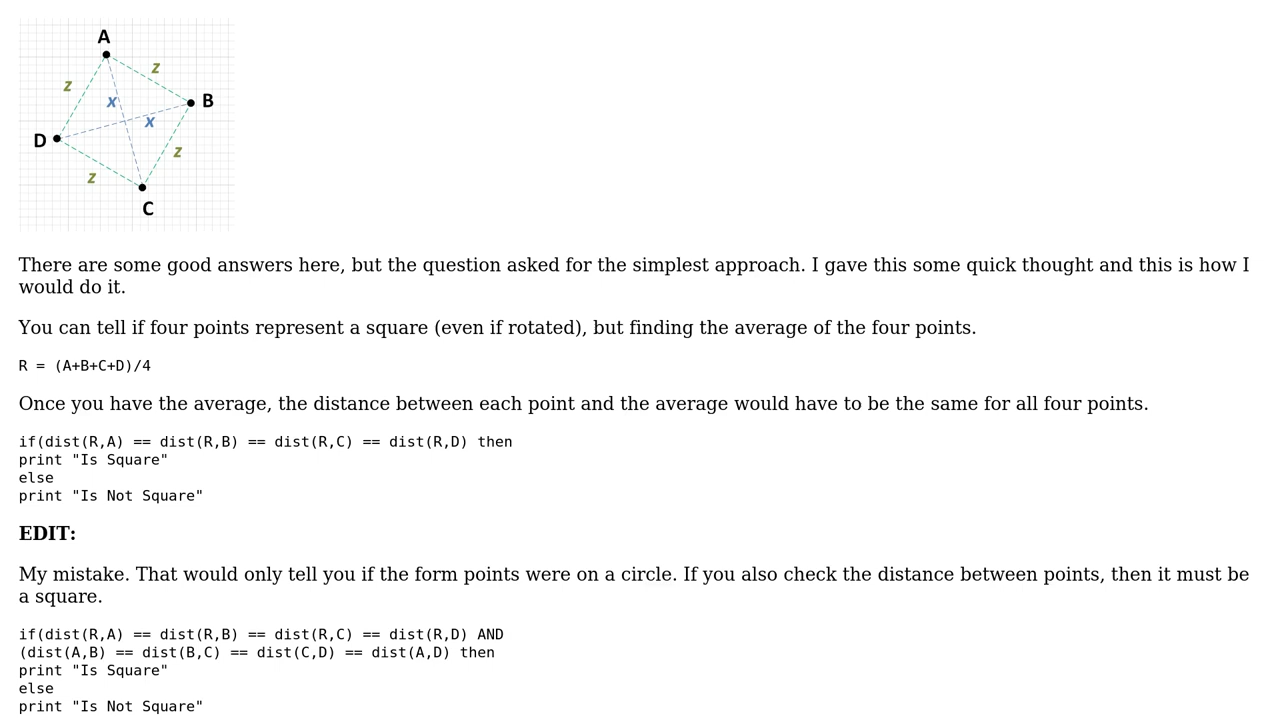 A
z
z
x
B
x
D
z
z
C
There are some good answers here, but the question asked for the simplest approach. I gave this some quick thought and this is how I
would do it.
You can tell if four points represent a square (even if rotated), but finding the average of the four points.
R = (A+B+C+D)/4
Once you have the average, the distance between each point and the average would have to be the same for all four points.
if(dist(R,A) == dist(R,B) == dist(R,C) == dist(R,D) then
print "Is Square"
else
print "Is Not Square"
EDIT:
My mistake. That would only tell you if the form points were on a circle. If you also check the distance between points, then it must be
a square.
if(dist(R,A) == dist(R,B) == dist(R,C) == dist(R,D) AND
(dist(A,B) == dist(B,C) == dist(C,D) == dist(A,D) then
print "Is Square"
else
print "Is Not Square"